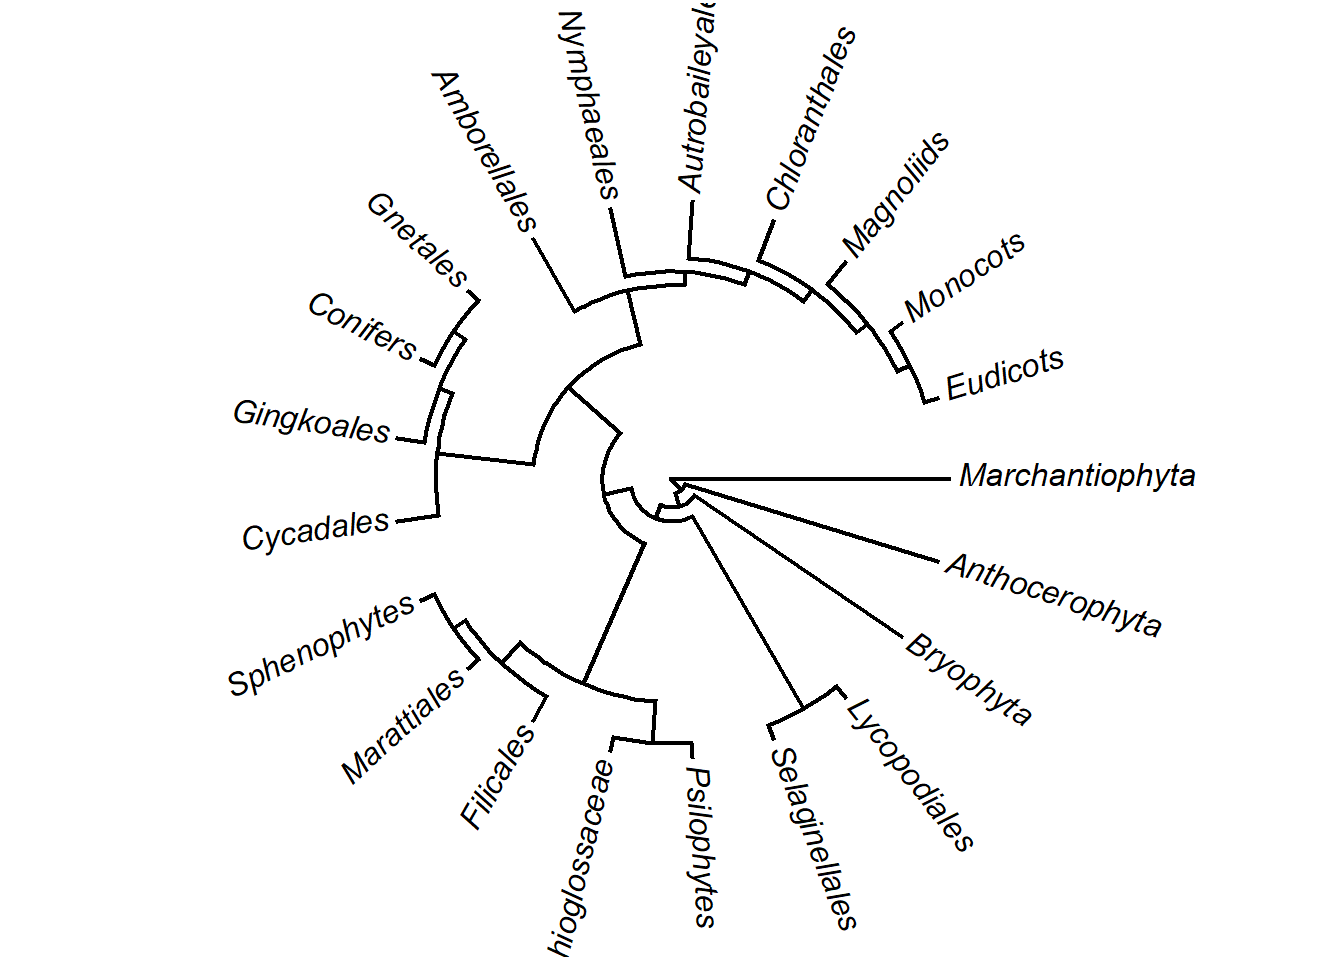 Nymphaeales
Autrobaileyale
Chloranthales
Amborellales
Magnoliids
Gnetales
Monocots
Conifers
Eudicots
Gingkoales
Marchantiophyta
Cycadales
Anthocerophyta
Sphenophytes
Bryophyta
Marattiales
Lycopodiales
Filicales
Selaginellales
hioglossaceae
Psilophytes